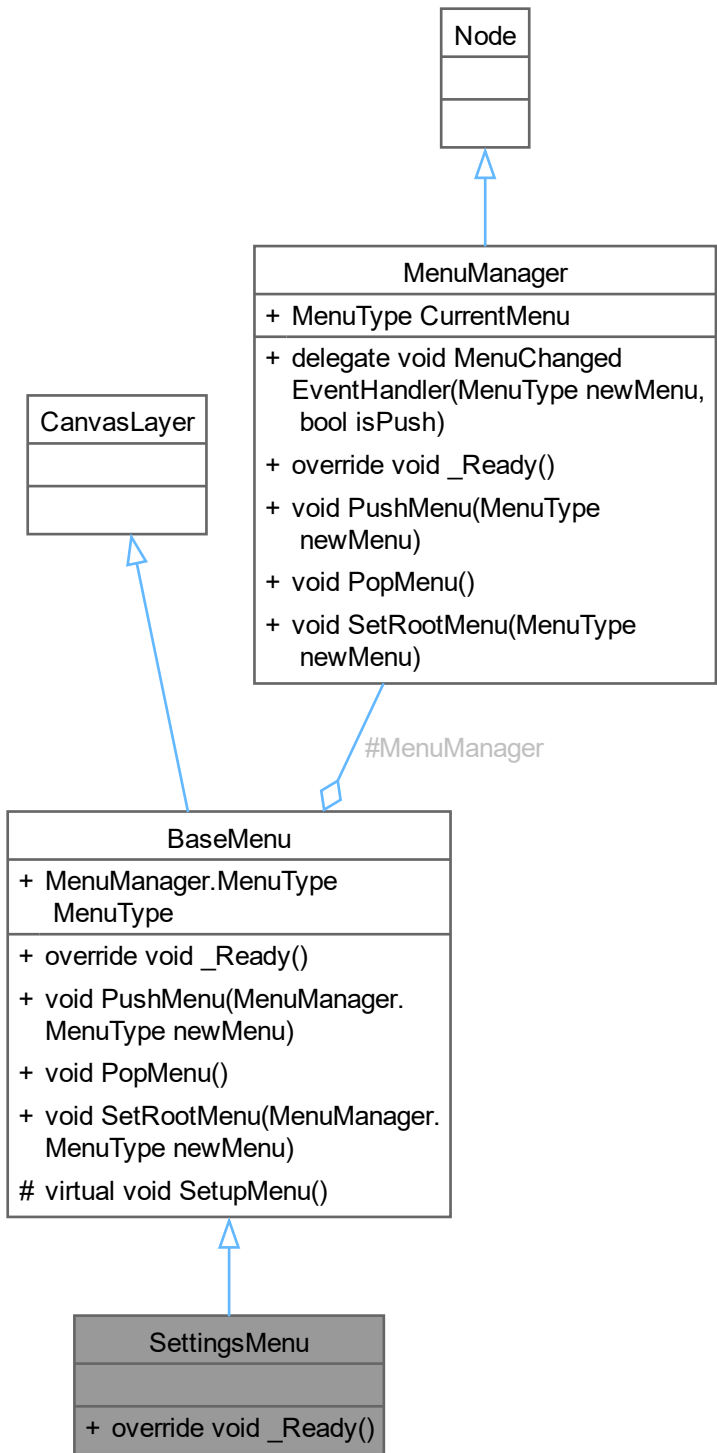 Node
MenuManager
+ MenuType CurrentMenu
+ delegate void MenuChanged
EventHandler(MenuType newMenu,
bool isPush)
+ override void _Ready()
+ void PushMenu(MenuType
newMenu)
+ void PopMenu()
+ void SetRootMenu(MenuType
newMenu)
CanvasLayer
#MenuManager
BaseMenu
+ MenuManager.MenuType
MenuType
+ override void _Ready()
+ void PushMenu(MenuManager.
MenuType newMenu)
+ void PopMenu()
+ void SetRootMenu(MenuManager.
MenuType newMenu)
# virtual void SetupMenu()
SettingsMenu
+ override void _Ready()